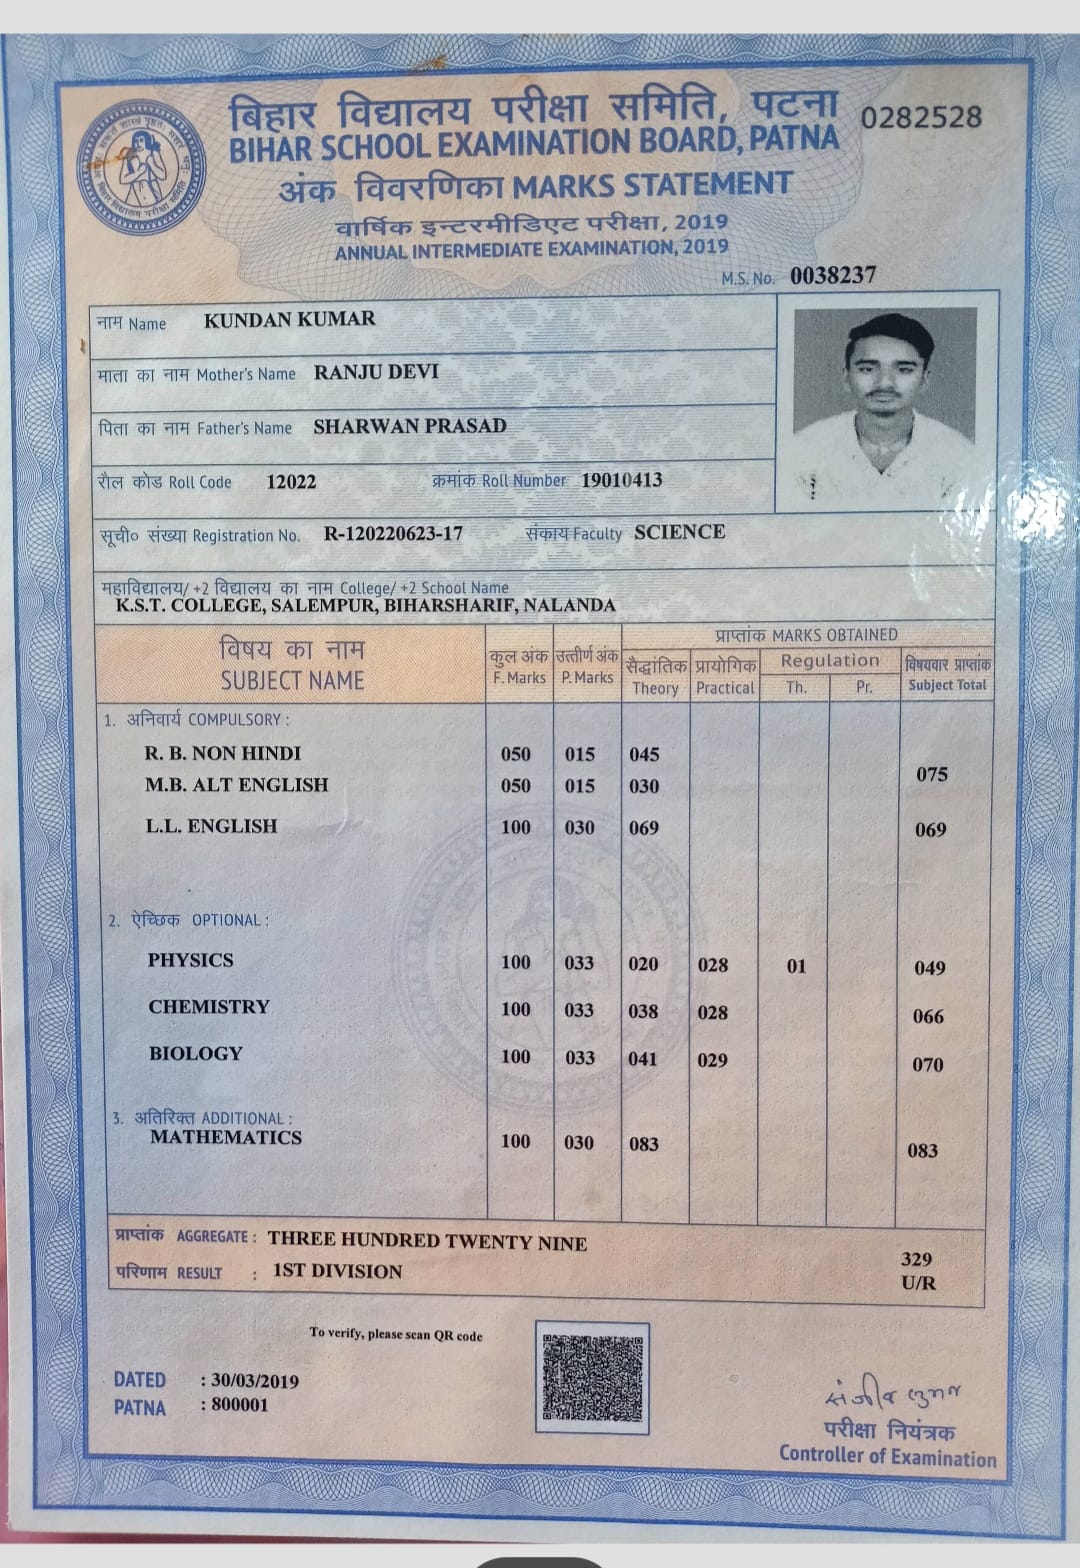 बिहार विद्यालय परीक्षा समिति, पटना
0282528
BIHAR SCHOOL EXAMINATION BOARD, PATNA
अंक विवरणिका MARKS STATEMENT
वार्षिक इन्टरमीडिएट परीक्षा, 2019
ANNUAL INTERMEDIATE EXAMINATION, 2019
M.S. No. 0038237
नाम Name KUNDAN KUMAR
माता का नाम Mother's Name RANJU DEVI
पिता का नाम Father's Name SHARWAN PRASAD
रौल कोड Roll Code 12022 क्रमांक Roll Number 19010413
सूची० संख्या Registration No. R-120220623-17 संकाय Faculty SCIENCE
महाविद्यालय/ +2 विद्यालय का नाम College/ +2 School Name
K.S.T. COLLEGE, SALEMPUR, BIHARSHARIF, NALANDA
विषय का नाम कुल अंक उत्तीर्ण अंक प्राप्तांक MARKS OBTAINED
SUBJECT NAME F. Marks P. Marks सैद्धांतिक प्रायोगिक Regulation विषयवार प्राप्तांक
Theory Practical Th. Pr. Subject Total
1. अनिवार्य COMPULSORY :
R. B. NON HINDI 050 015 045
M.B. ALT ENGLISH 050 015 030 075
L.L. ENGLISH 100 030 069 069
2. ऐच्छिक OPTIONAL :
PHYSICS 100 033 020 028 01 049
CHEMISTRY 100 033 038 028 066
BIOLOGY 100 033 041 029 070
3. अतिरिक्त ADDITIONAL :
MATHEMATICS 100 030 083 083
प्राप्तांक AGGREGATE : THREE HUNDRED TWENTY NINE 329
परिणाम RESULT : 1ST DIVISION U/R
To verify, please scan QR code
DATED : 30/03/2019
PATNA : 800001
परीक्षा नियंत्रक
Controller of Examination